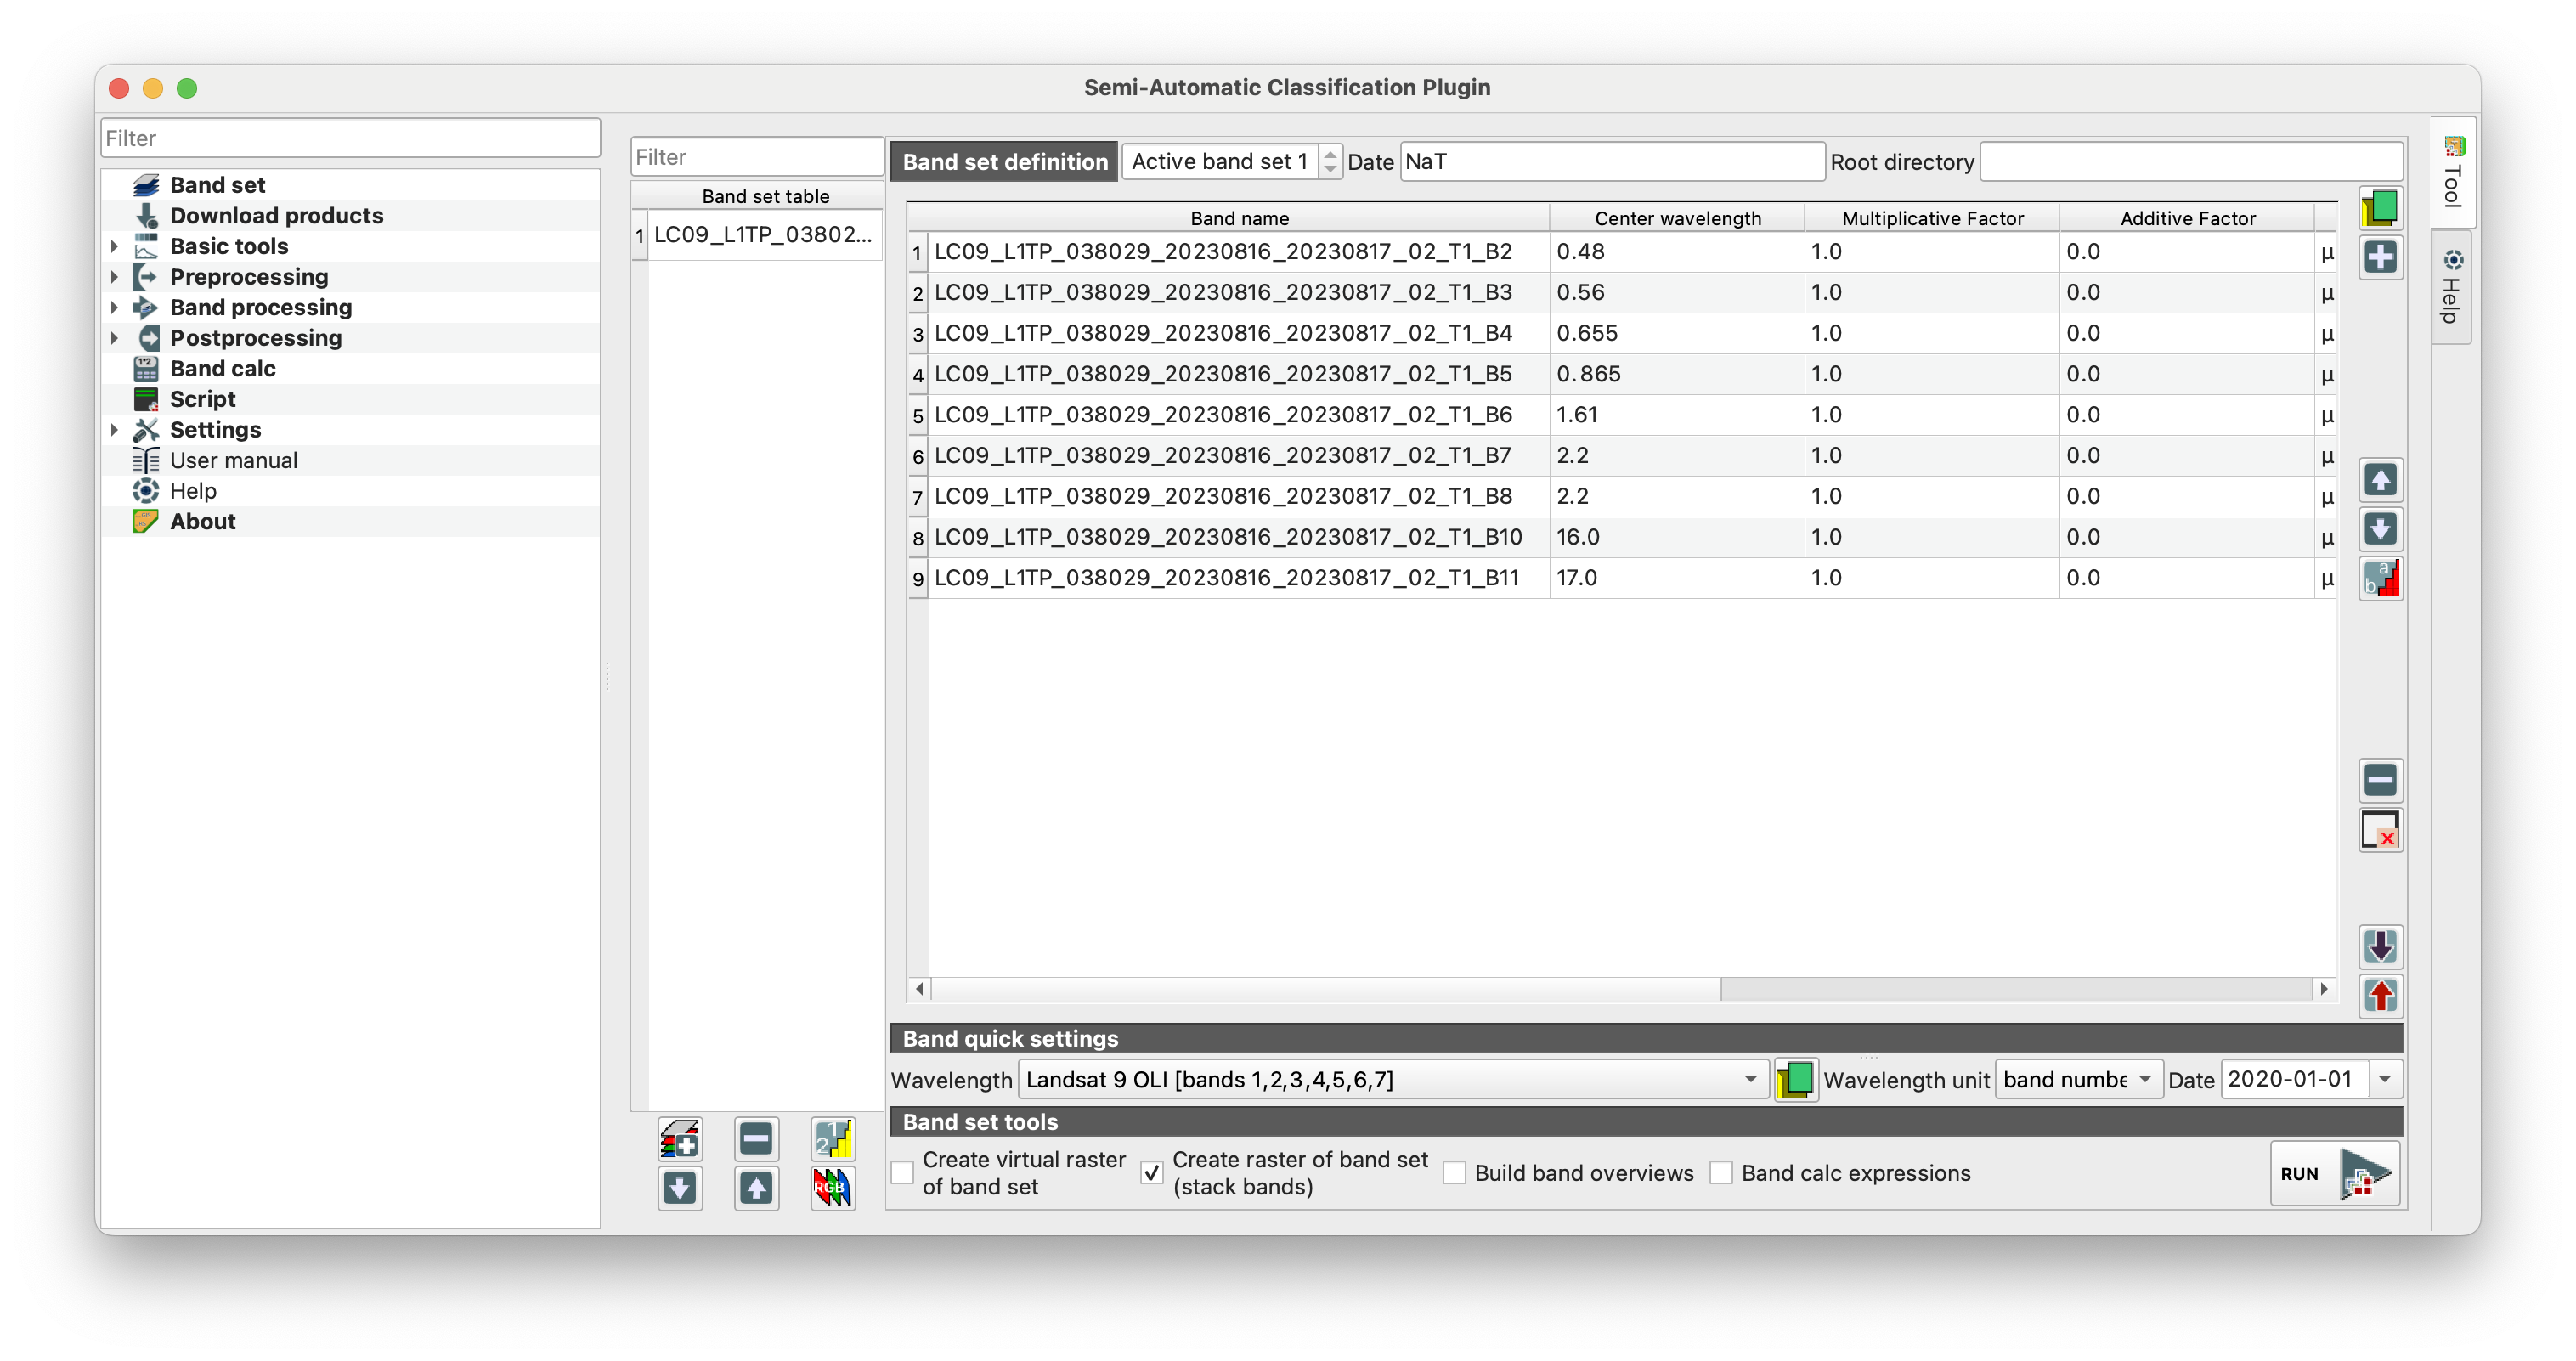 Semi-Automatic Classification Plugin
Filter
Band set
Download products
Basic tools
Preprocessing
Band processing
Postprocessing
Band calc
Script
Settings
User manual
Help
About
Filter
Band set table
1 LC09_L1TP_03802...
Band set definition Active band set 1 Date NaT Root directory
Band name Center wavelength Multiplicative Factor Additive Factor
1 LC09_L1TP_038029_20230816_20230817_02_T1_B2 0.48 1.0 0.0 µ
2 LC09_L1TP_038029_20230816_20230817_02_T1_B3 0.56 1.0 0.0 µ
3 LC09_L1TP_038029_20230816_20230817_02_T1_B4 0.655 1.0 0.0 µ
4 LC09_L1TP_038029_20230816_20230817_02_T1_B5 0.865 1.0 0.0 µ
5 LC09_L1TP_038029_20230816_20230817_02_T1_B6 1.61 1.0 0.0 µ
6 LC09_L1TP_038029_20230816_20230817_02_T1_B7 2.2 1.0 0.0 µ
7 LC09_L1TP_038029_20230816_20230817_02_T1_B8 2.2 1.0 0.0 µ
8 LC09_L1TP_038029_20230816_20230817_02_T1_B10 16.0 1.0 0.0 µ
9 LC09_L1TP_038029_20230816_20230817_02_T1_B11 17.0 1.0 0.0 µ
a
b
Band quick settings
Wavelength Landsat 9 OLI [bands 1,2,3,4,5,6,7] Wavelength unit band numbe Date 2020-01-01
Band set tools
Create virtual raster
of band set
Create raster of band set
(stack bands)
Build band overviews
Band calc expressions
RUN
1
2
RGB
Tool
Help